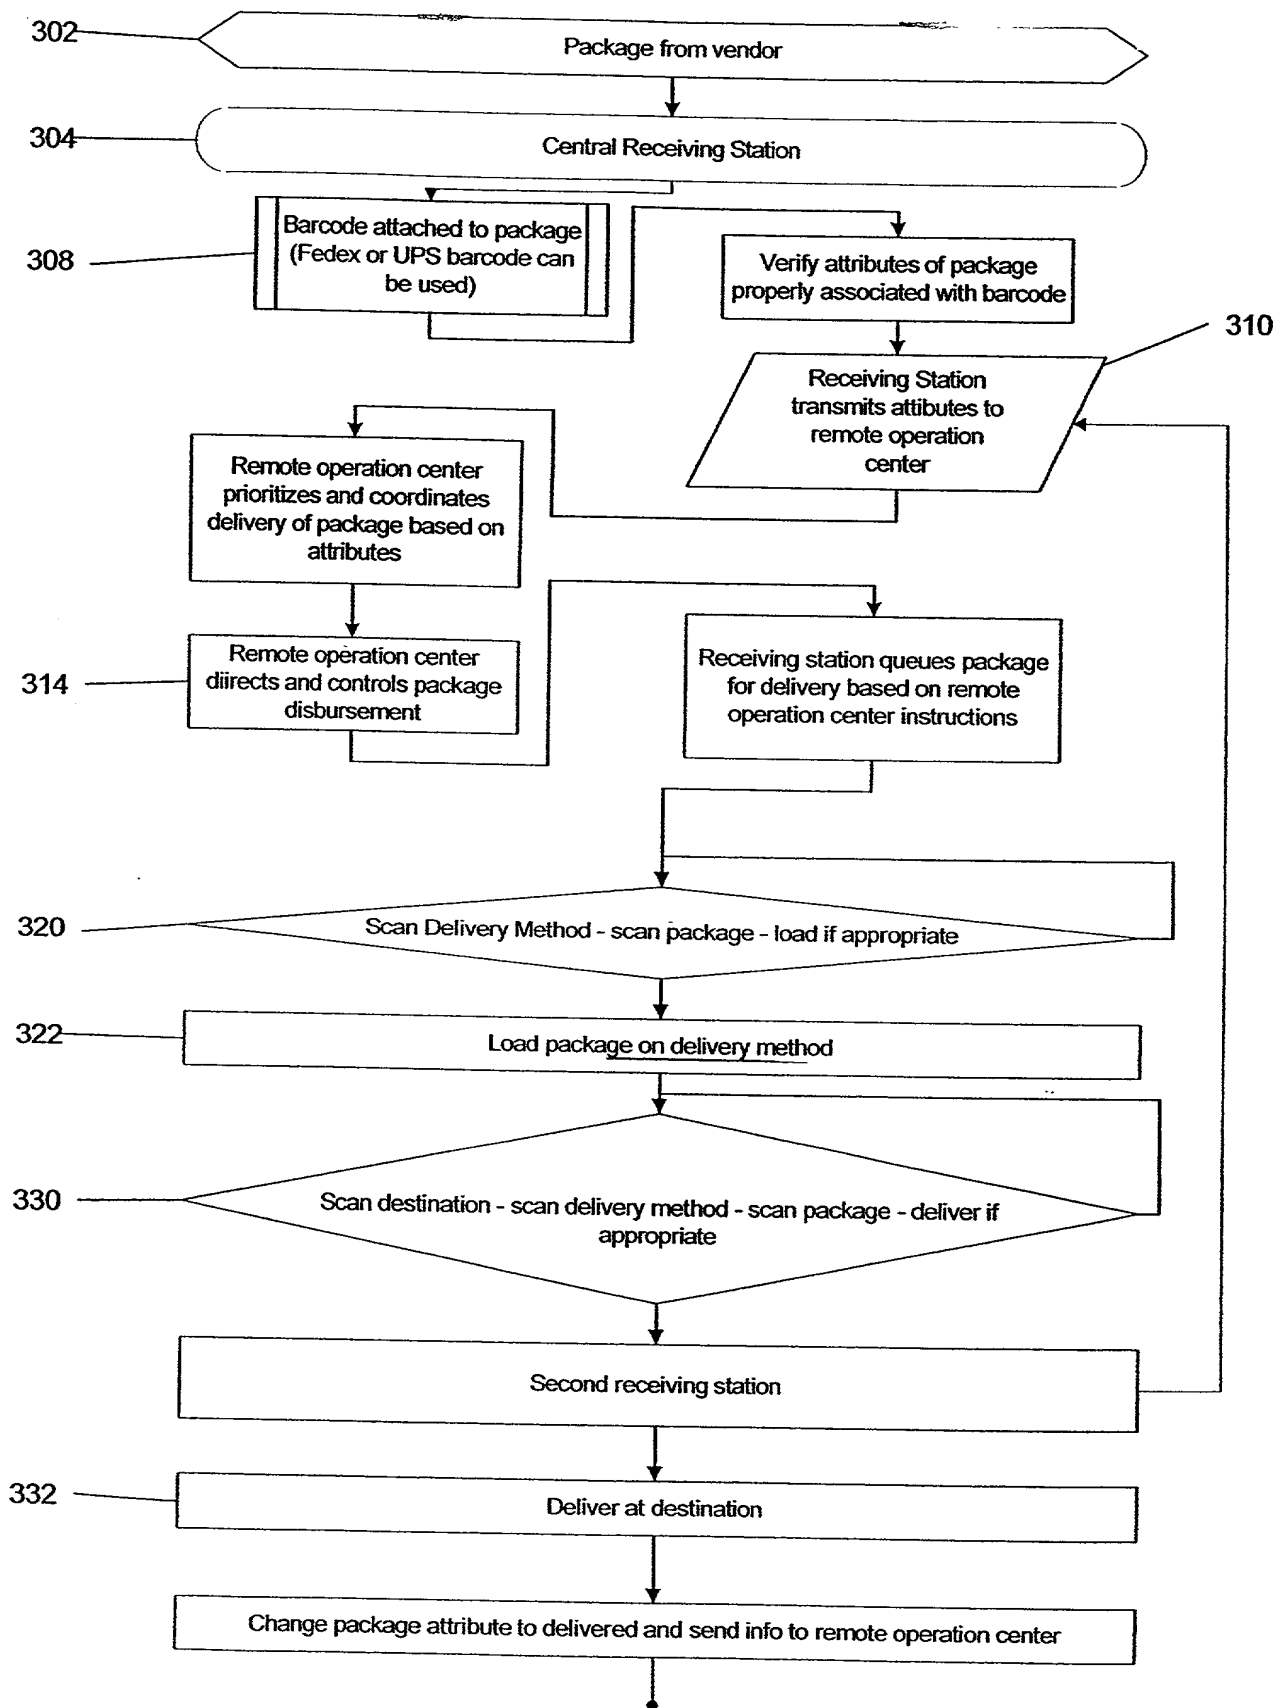 302
Package from vendor
304
Central Receiving Station
308
Barcode attached to package
(Fedex or UPS barcode can
be used)
Verify attributes of package
properly associated with barcode
310
Receiving Station
transmits attibutes to
remote operation
center
Remote operation center
prioritizes and coordinates
delivery of package based on
attributes
314
Remote operation center
diirects and controls package
disbursement
Receiving station queues package
for delivery based on remote
operation center instructions
320
Scan Delivery Method - scan package - load if appropriate
322
Load package on delivery method
330
Scan destination - scan delivery method - scan package - deliver if
appropriate
Second receiving station
332
Deliver at destination
Change package attribute to delivered and send info to remote operation center